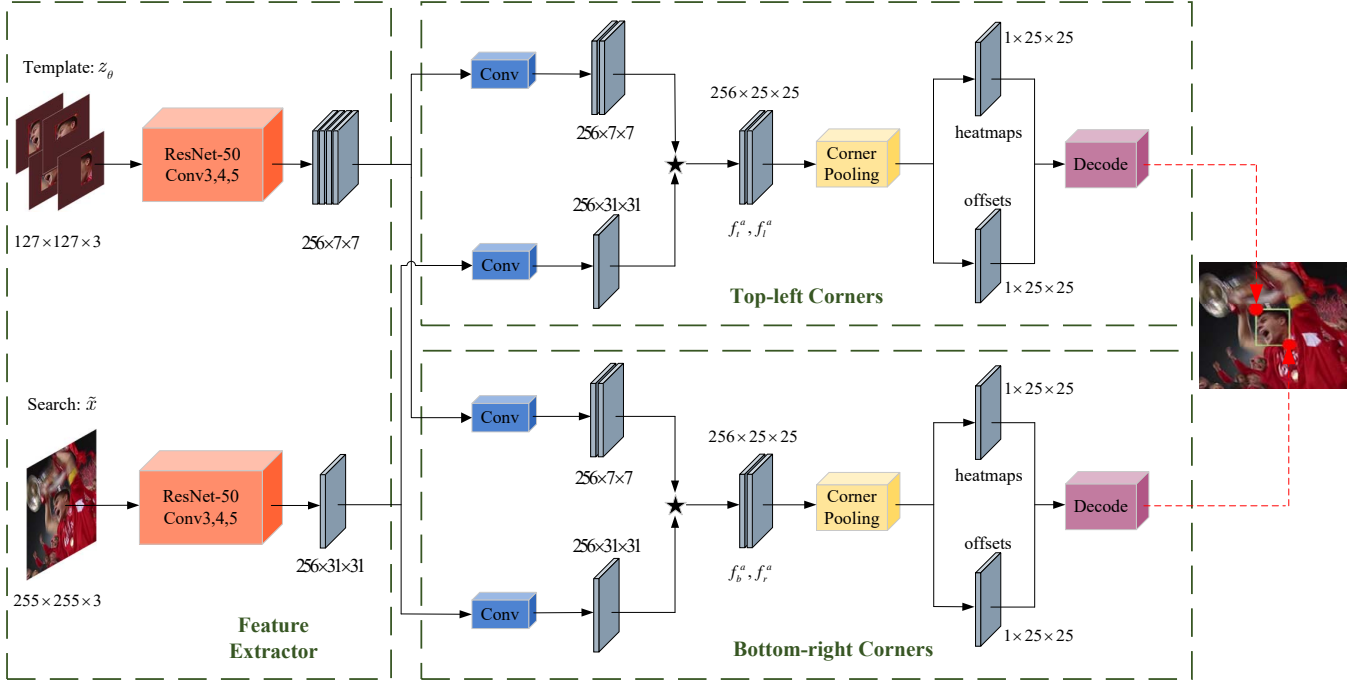 Template: z_θ
ResNet-50
Conv3,4,5
127×127×3
256×7×7
Search: x̃
ResNet-50
Conv3,4,5
255×255×3
256×31×31
Feature
Extractor
Conv
256×7×7
256×31×31
Conv
256×25×25
f_t^a, f_l^a
Corner
Pooling
1×25×25
heatmaps
offsets
1×25×25
Decode
Top-left Corners
Conv
256×7×7
256×31×31
Conv
256×25×25
f_b^a, f_r^a
Corner
Pooling
1×25×25
heatmaps
offsets
1×25×25
Decode
Bottom-right Corners